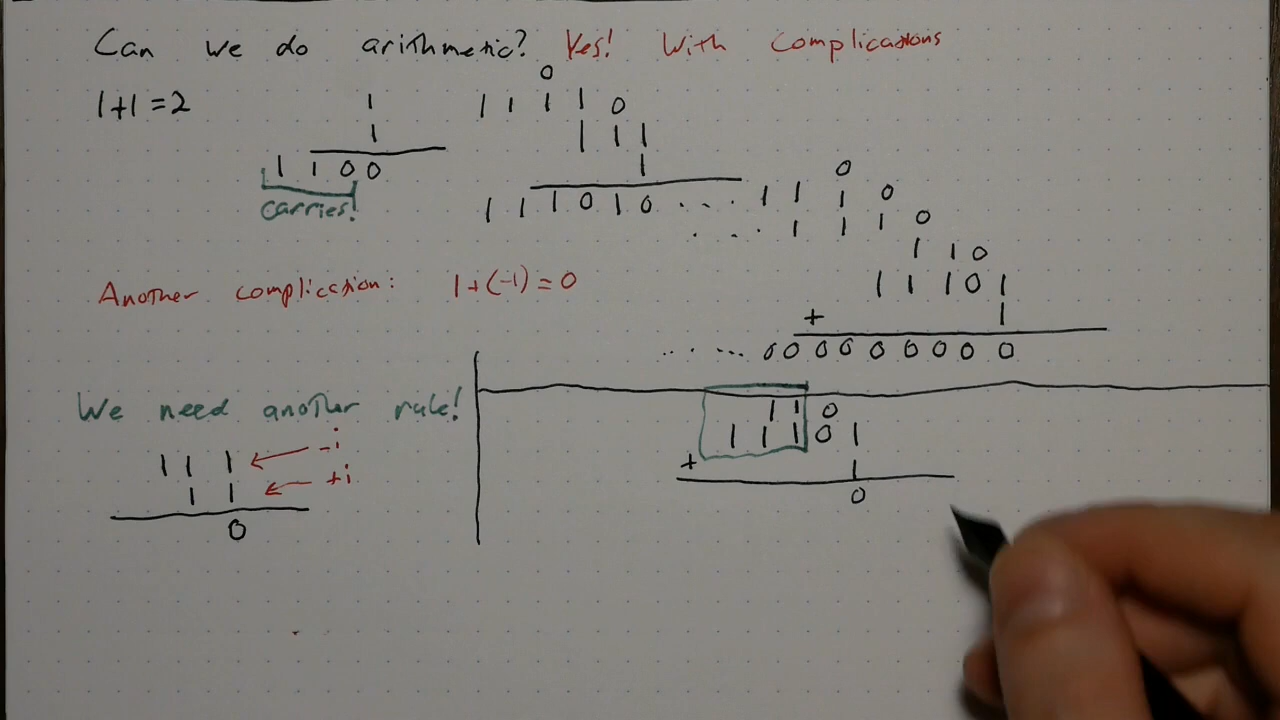 Can we do arithmetic? Yes! With complications
1+1=2
1
1
1 1 0 0
carries!
0
1 1 1 1 0
1 1 1
1
1 1 1 0 1 0 . . .
0
1 1 1 0
. . . . 1 1 1 0
1 1 0
1 1 1 0 1
+ 1
. . . . . . 0 0 0 0 0 0 0 0 0
Another complication: 1+(-1)=0
We need another rule!
1 1 1 -i
1 1 +i
0
1 1 0
1 1 1 0 1
+ 1
0